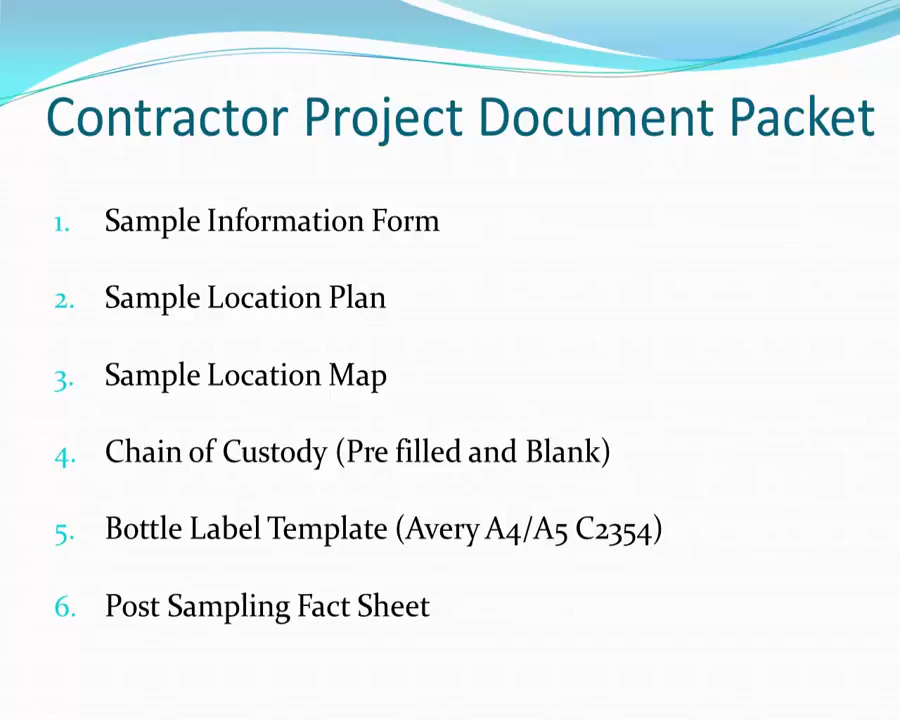 Contractor Project Document Packet
1. Sample Information Form
2. Sample Location Plan
3. Sample Location Map
4. Chain of Custody (Pre filled and Blank)
5. Bottle Label Template (Avery A4/A5 C2354)
6. Post Sampling Fact Sheet